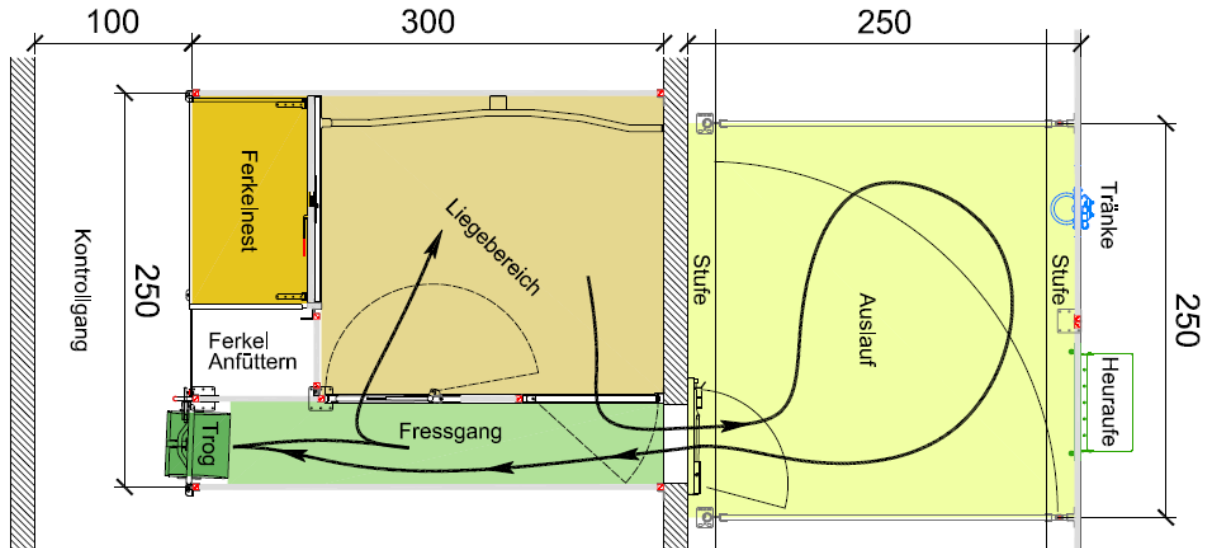 100
300
250
Ferkelnest
Liegebereich
Kontrollgang
250
Ferkel
Anfüttern
Trog
Fressgang
Stufe
Auslauf
Stufe
Tränke
250
Heuraufe